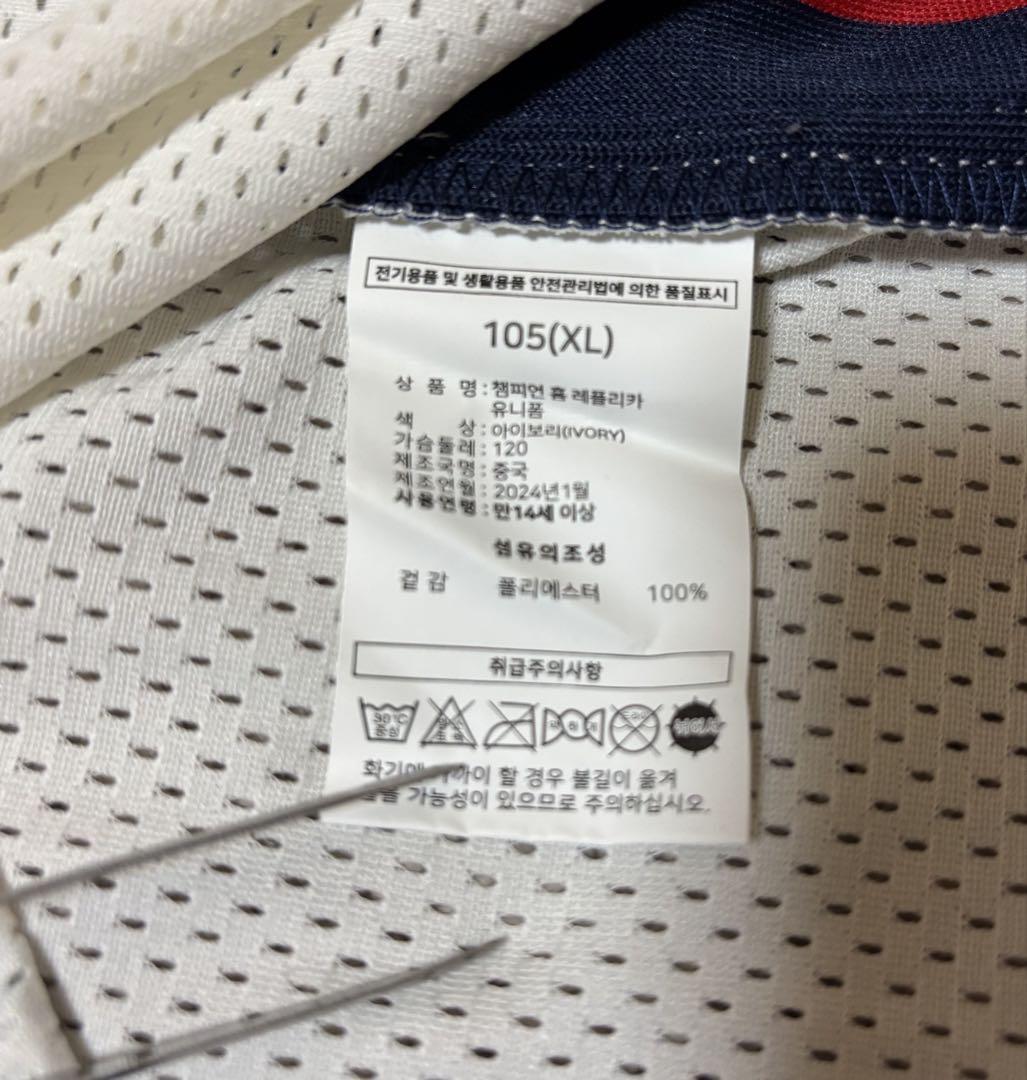 전기용품 및 생활용품 안전관리법에 의한 품질표시
105(XL)
상 품 명 : 챔피언 홈 레플리카
유니폼
색 상 : 아이보리(IVORY)
가슴둘레 : 120
제조국명 : 중국
제조연월 : 2024년1월
사용연령 : 만14세 이상
섬유의조성
겉감 폴리에스터 100%
취급주의사항
30℃
중성
화기에 할 경우 불길이 옮겨
가능성이 있으므로 주의하십시오.